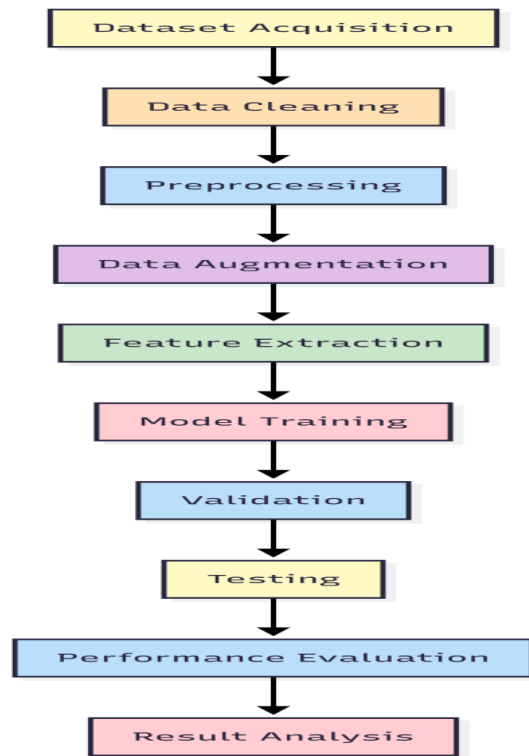 Dataset Acquisition
Data Cleaning
Preprocessing
Data Augmentation
Feature Extraction
Model Training
Validation
Testing
Performance Evaluation
Result Analysis